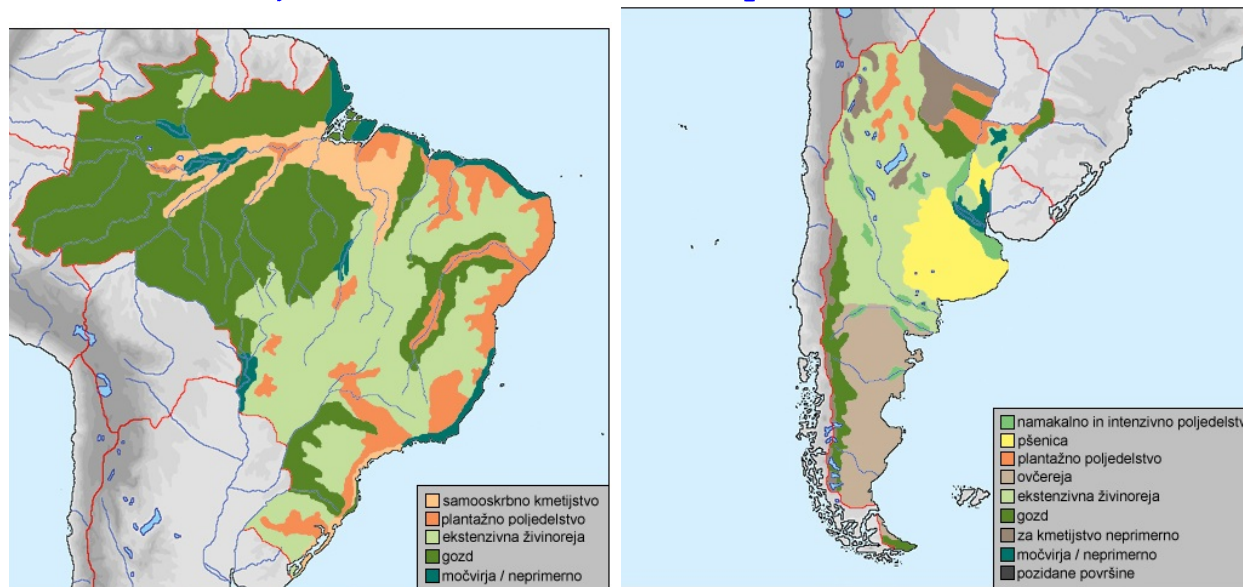 samooskrbno kmetijstvo
plantažno poljedelstvo
ekstenzivna živinoreja
gozd
močvirja / neprimerno
namakalno in intenzivno poljedelstv
pšenica
plantažno poljedelstvo
ovčereja
ekstenzivna živinoreja
gozd
za kmetijstvo neprimerno
močvirja / neprimerno
pozidane površine